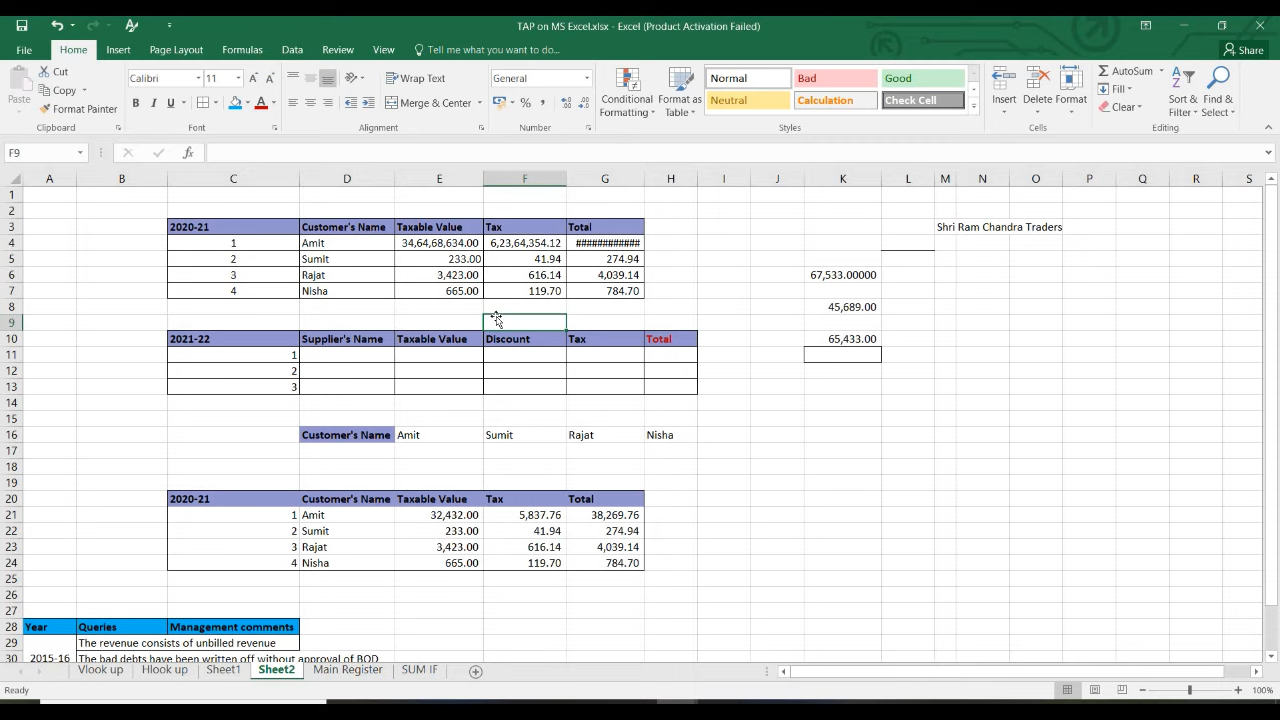 TAP on MS Excel.xlsx - Excel (Product Activation Failed)
File Home Insert Page Layout Formulas Data Review View Tell me what you want to do... Share
Paste Cut Copy Format Painter Clipboard
Calibri 11 B I U A A A Font
Wrap Text Merge & Center Alignment
General % , Number
Conditional Formatting Format as Table Normal Bad Good Neutral Calculation Check Cell Styles
Insert Delete Format Cells
AutoSum Fill Clear Sort & Filter Find & Select Editing
F9 fx
A B C D E F G H I J K L M N O P Q R S
1
2
3 2020-21 Customer's Name Taxable Value Tax Total Shri Ram Chandra Traders
4 1 Amit 34,64,68,634.00 6,23,64,354.12 ############
5 2 Sumit 233.00 41.94 274.94
6 3 Rajat 3,423.00 616.14 4,039.14 67,533.00000
7 4 Nisha 665.00 119.70 784.70
8 45,689.00
9
10 2021-22 Supplier's Name Taxable Value Discount Tax Total 65,433.00
11 1
12 2
13 3
14
15
16 Customer's Name Amit Sumit Rajat Nisha
17
18
19
20 2020-21 Customer's Name Taxable Value Tax Total
21 1 Amit 32,432.00 5,837.76 38,269.76
22 2 Sumit 233.00 41.94 274.94
23 3 Rajat 3,423.00 616.14 4,039.14
24 4 Nisha 665.00 119.70 784.70
25
26
27
28 Year Queries Management comments
29 The revenue consists of unbilled revenue
30 2015-16 The bad debts have been written off without approval of BOD
Vlook up Hlook up Sheet1 Sheet2 Main Register SUM IF
Ready 100%